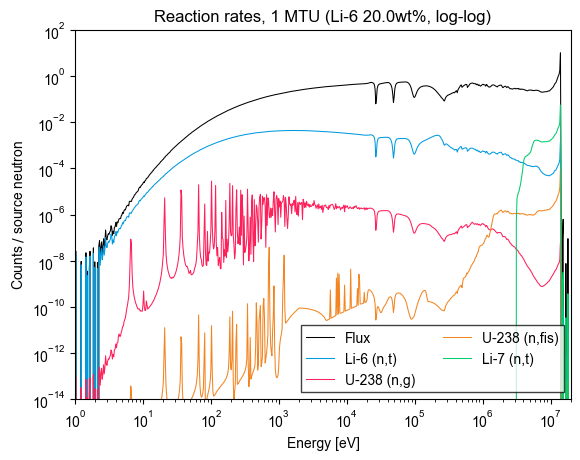 Reaction rates, 1 MTU (Li-6 20.0wt%, log-log)
Counts / source neutron
10^2
10^0
10^−2
10^−4
10^−6
10^−8
10^−10
10^−12
10^−14
Flux
Li-6 (n,t)
U-238 (n,g)
U-238 (n,fis)
Li-7 (n,t)
10^0 10^1 10^2 10^3 10^4 10^5 10^6 10^7
Energy [eV]